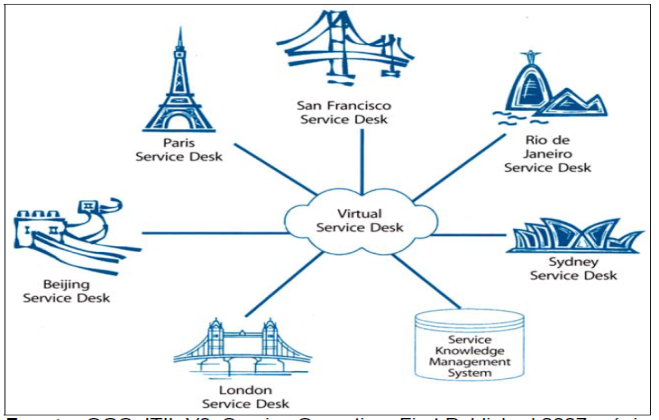 San Francisco
Service Desk
Paris
Service Desk
Rio de
Janeiro
Service Desk
Virtual
Service Desk
Beijing
Service Desk
Sydney
Service Desk
London
Service Desk
Service
Knowledge
Management
System